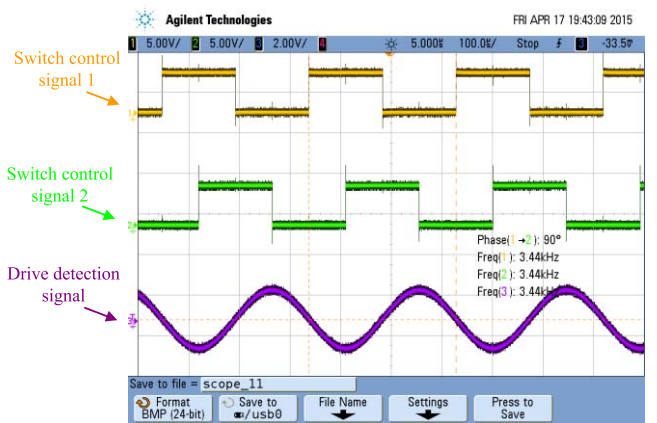 Agilent Technologies
FRI APR 17 19:43:09 2015
1 5.00V/ 2 5.00V/ 3 2.00V/ 4 5.000s 100.0s/ Stop 3
Switch control
signal 1
Switch control
signal 2
Drive detection
signal
Phase(1→2): 90°
Freq(1): 3.44kHz
Freq(2): 3.44kHz
Freq(3): 3.44kHz
Save to file = scope_11
Format
BMP (24-bit)
Save to
/usb0
File Name
Settings
Press to
Save